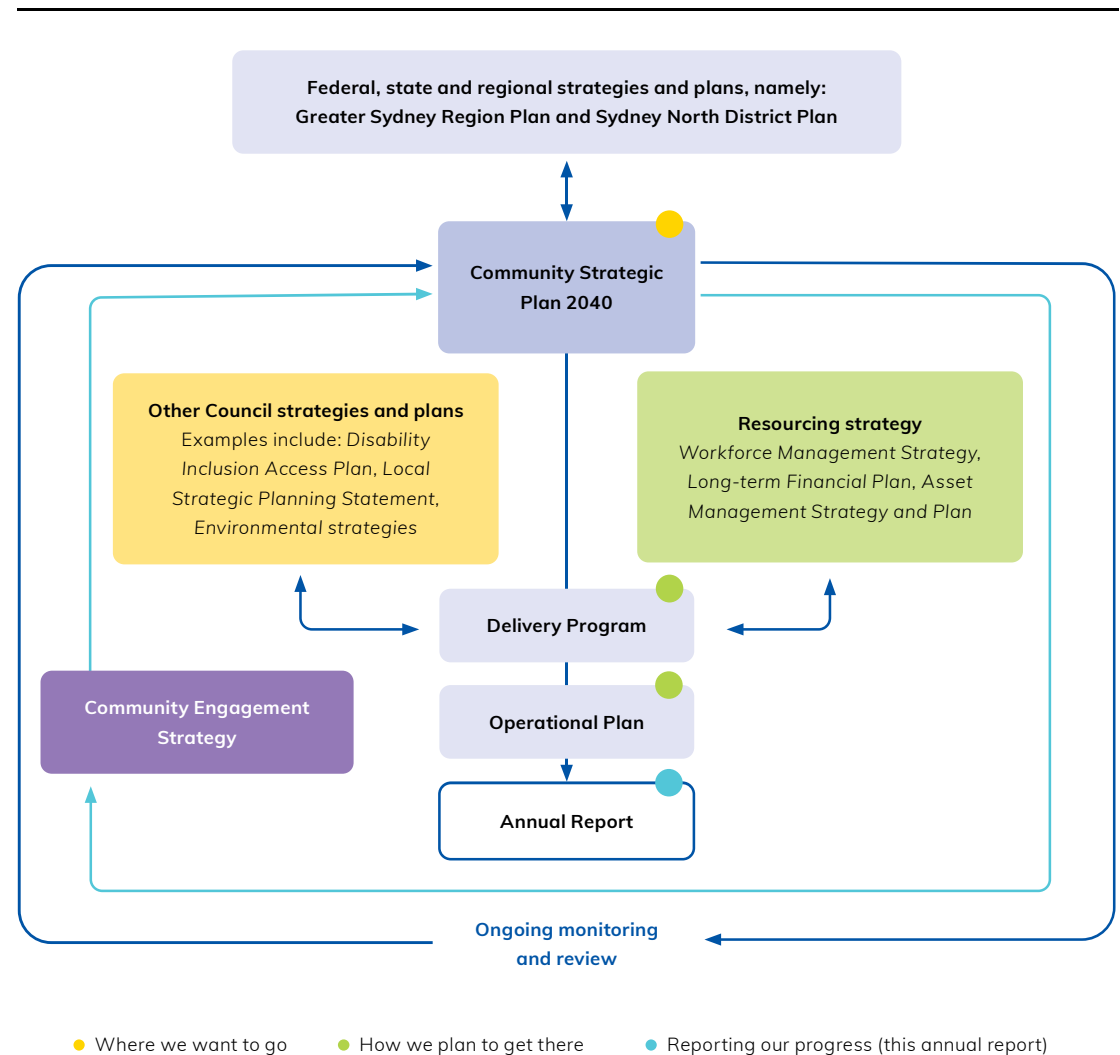 Federal, state and regional strategies and plans, namely:
Greater Sydney Region Plan and Sydney North District Plan
Community Strategic
Plan 2040
Other Council strategies and plans
Examples include: Disability
Inclusion Access Plan, Local
Strategic Planning Statement,
Environmental strategies
Resourcing strategy
Workforce Management Strategy,
Long-term Financial Plan, Asset
Management Strategy and Plan
Delivery Program
Community Engagement
Strategy
Operational Plan
Annual Report
Ongoing monitoring
and review
Where we want to go
How we plan to get there
Reporting our progress (this annual report)